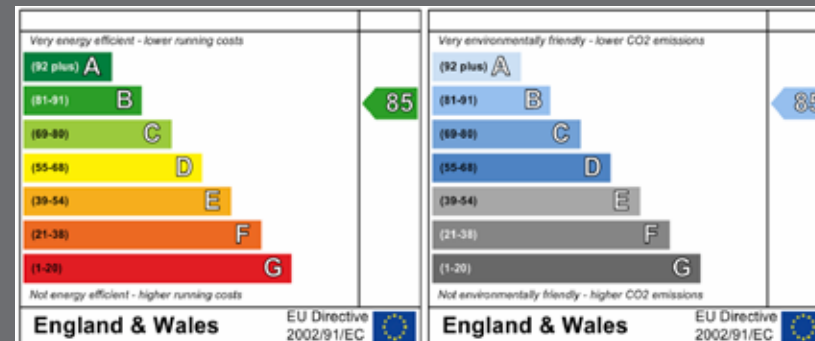 Very energy efficient - lower running costs
(92 plus) A
(81-91) B
85
(69-80) C
(55-68) D
(39-54) E
(21-38) F
(1-20) G
Not energy efficient - higher running costs
England & Wales
EU Directive
2002/91/EC
Very environmentally friendly - lower CO2 emissions
(92 plus) A
(81-91) B
85
(69-80) C
(55-68) D
(39-54) E
(21-38) F
(1-20) G
Not environmentally friendly - higher CO2 emissions
England & Wales
EU Directive
2002/91/EC